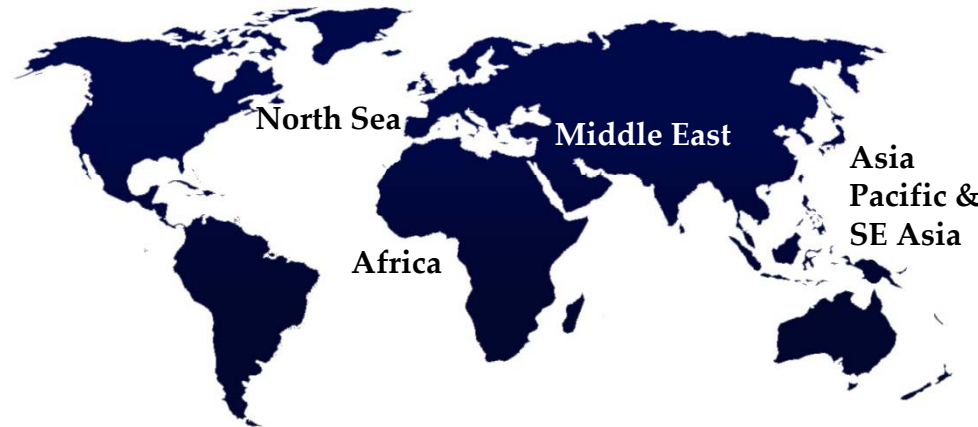 North Sea
Middle East
Asia
Pacific &
SE Asia
Africa